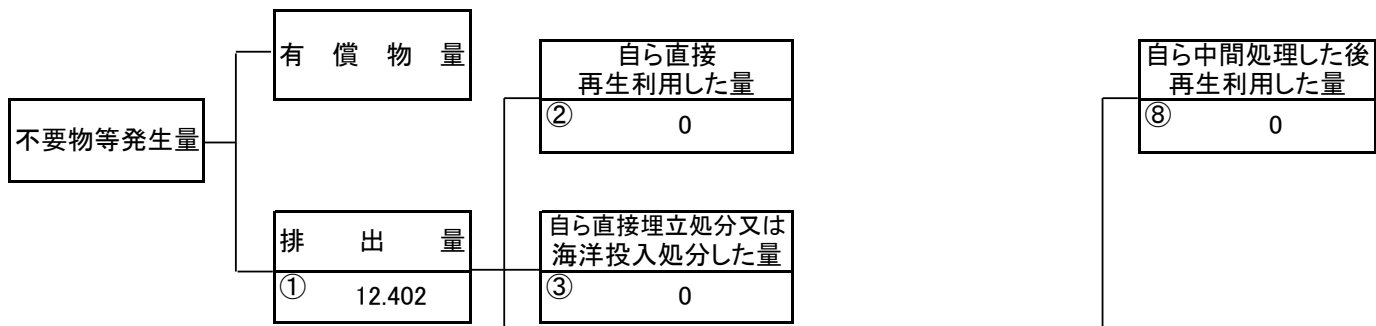 有償物量
自ら直接
再生利用した量
② 0
自ら中間処理した後
再生利用した量
⑧ 0
不要物等発生量
排出量
① 12.402
自ら直接埋立処分又は
海洋投入処分した量
③ 0